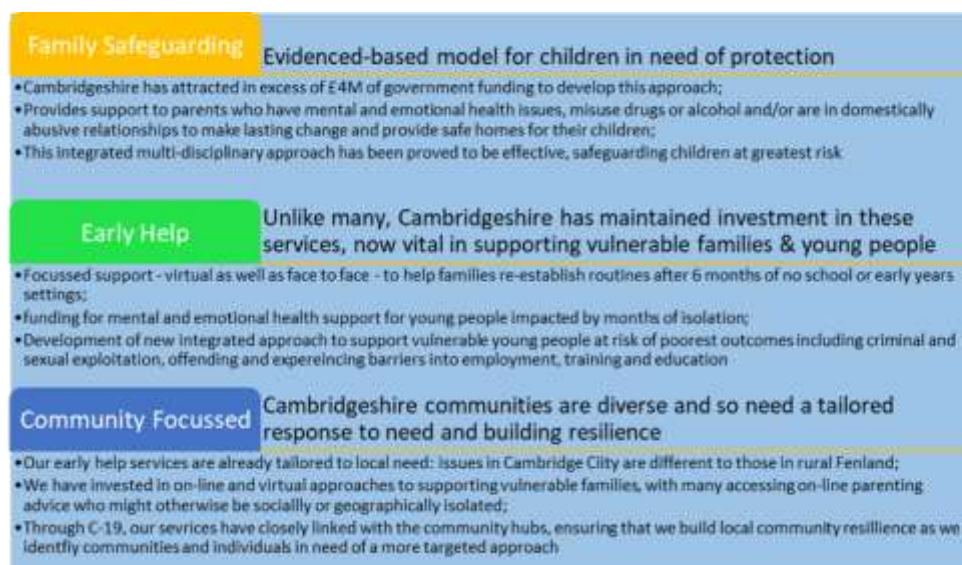 Family Safeguarding
Evidenced-based model for children in need of protection
•Cambridgeshire has attracted in excess of £4M of government funding to develop this approach;
•Provides support to parents who have mental and emotional health issues, misuse drugs or alcohol and/or are in domestically
abusive relationships to make lasting change and provide safe homes for their children;
•This integrated multi-disciplinary approach has been proved to be effective, safeguarding children at greatest risk
Early Help
Unlike many, Cambridgeshire has maintained investment in these
services, now vital in supporting vulnerable families & young people
•Focussed support - virtual as well as face to face - to help families re-establish routines after 6 months of no school or early years
settings;
•funding for mental and emotional health support for young people impacted by months of isolation;
•Development of new integrated approach to support vulnerable young people at risk of poorest outcomes including criminal and
sexual exploitation, offending and expereincing barriers into employment, training and education
Community Focussed
Cambridgeshire communities are diverse and so need a tailored
response to need and building resilience
•Our early help services are already tailored to local need: issues in Cambridge Ciity are different to those in rural Fenland;
•We have invested in on-line and virtual approaches to supporting vulnerable families, with many accessing on-line parenting
advice who might otherwise be sociallly or geographically isolated;
•Through C-19, our sevrices have closely linked with the community hubs, ensuring that we build local community resillience as we
identfiy communities and individuals in need of a more targeted approach